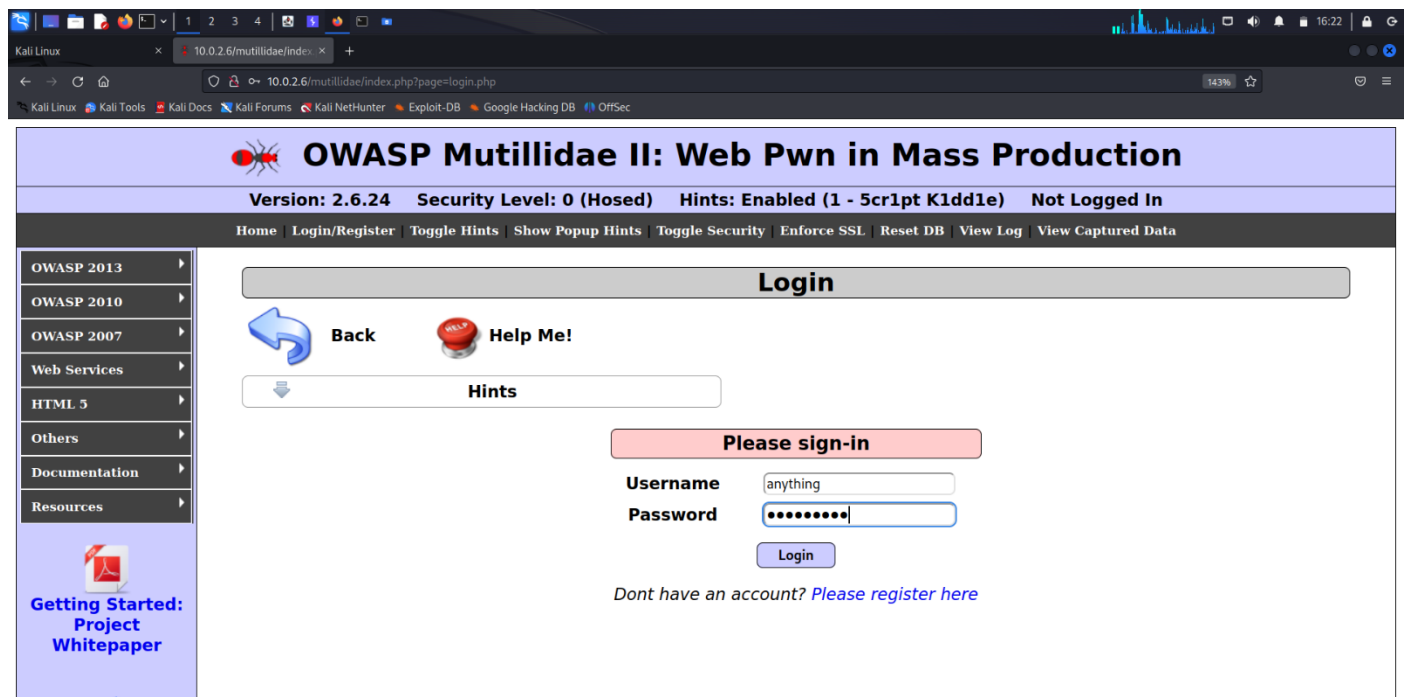 1 2 3 4 16:22
Kali Linux 10.0.2.6/mutillidae/index
10.0.2.6/mutillidae/index.php?page=login.php 143%
Kali Linux Kali Tools Kali Docs Kali Forums Kali NetHunter Exploit-DB Google Hacking DB OffSec
OWASP Mutillidae II: Web Pwn in Mass Production
Version: 2.6.24 Security Level: 0 (Hosed) Hints: Enabled (1 - 5cr1pt K1dd1e) Not Logged In
Home | Login/Register | Toggle Hints | Show Popup Hints | Toggle Security | Enforce SSL | Reset DB | View Log | View Captured Data
OWASP 2013
OWASP 2010
OWASP 2007
Web Services
HTML 5
Others
Documentation
Resources
Getting Started:
Project
Whitepaper
Login
Back HELP Help Me!
Hints
Please sign-in
Username anything
Password •••••••••
Login
Dont have an account? Please register here